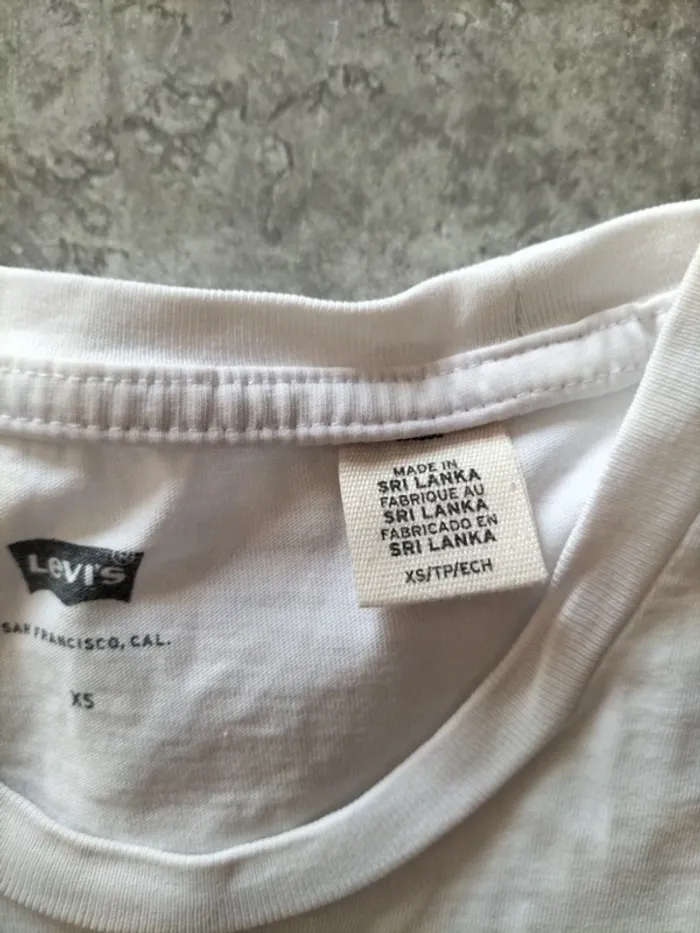 MADE IN
SRI LANKA
FABRIQUE AU
SRI LANKA
FABRICADO EN
SRI LANKA
XS/TP/ECH
LEVI'S ®
SAN FRANCISCO, CAL.
XS